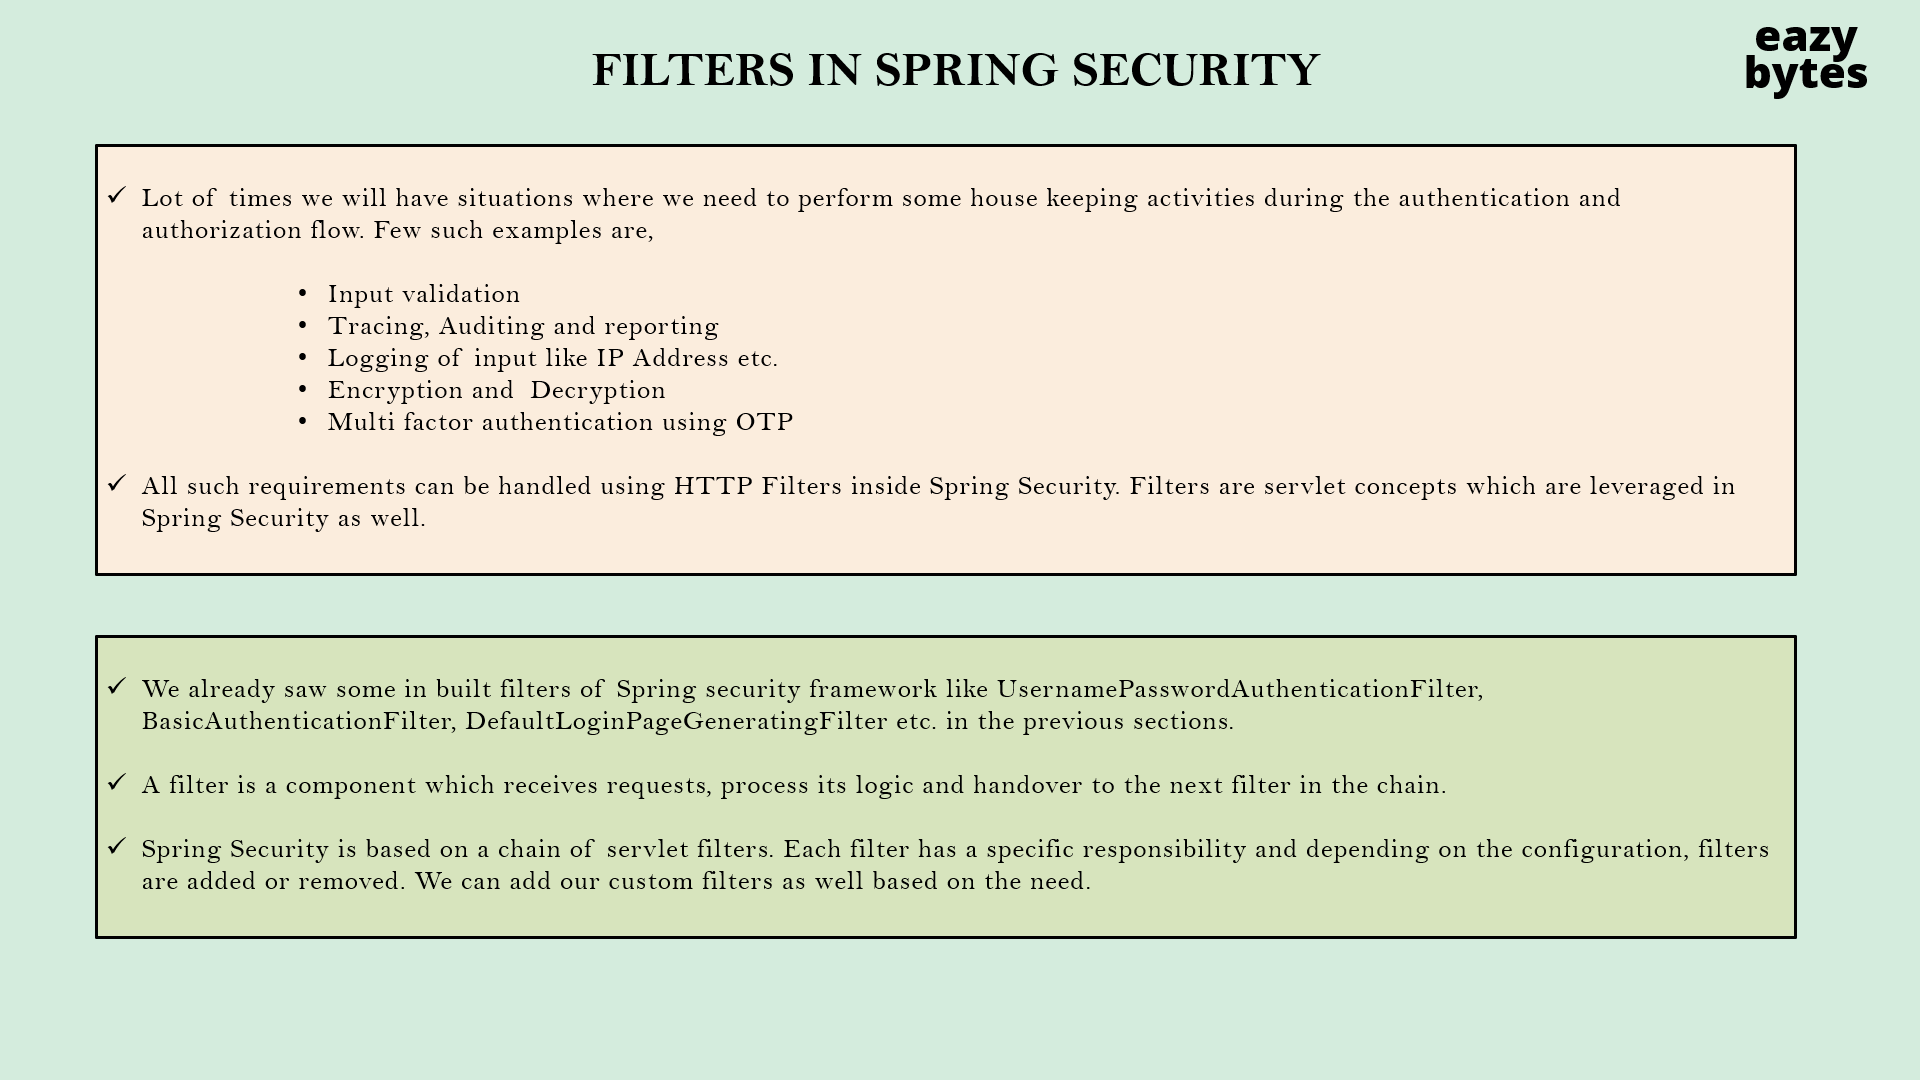 FILTERS IN SPRING SECURITY
eazy
bytes
✓ Lot of times we will have situations where we need to perform some house keeping activities during the authentication and
authorization flow. Few such examples are,
• Input validation
• Tracing, Auditing and reporting
• Logging of input like IP Address etc.
• Encryption and Decryption
• Multi factor authentication using OTP
✓ All such requirements can be handled using HTTP Filters inside Spring Security. Filters are servlet concepts which are leveraged in
Spring Security as well.
✓ We already saw some in built filters of Spring security framework like UsernamePasswordAuthenticationFilter,
BasicAuthenticationFilter, DefaultLoginPageGeneratingFilter etc. in the previous sections.
✓ A filter is a component which receives requests, process its logic and handover to the next filter in the chain.
✓ Spring Security is based on a chain of servlet filters. Each filter has a specific responsibility and depending on the configuration, filters
are added or removed. We can add our custom filters as well based on the need.